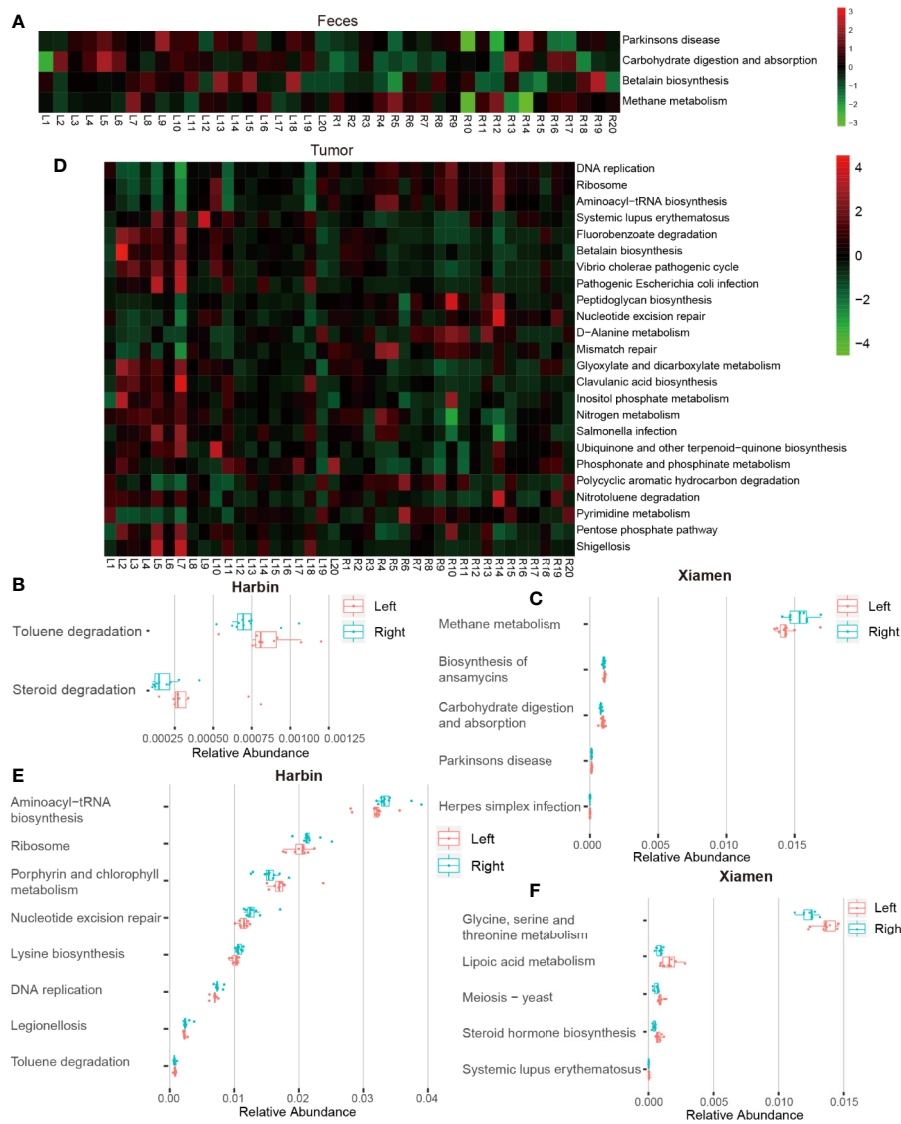 A
Feces
Parkinsons disease
Carbohydrate digestion and absorption
Betalain biosynthesis
Methane metabolism
3
2
1
0
−1
−2
−3
L1 L2 L3 L4 L5 L6 L7 L8 L9 L10 L11 L12 L13 L14 L15 L16 L17 L18 L19 L20 R1 R2 R3 R4 R5 R6 R7 R8 R9 R10 R11 R12 R13 R14 R15 R16 R17 R18 R19 R20
D
Tumor
DNA replication
Ribosome
Aminoacyl−tRNA biosynthesis
Systemic lupus erythematosus
Fluorobenzoate degradation
Betalain biosynthesis
Vibrio cholerae pathogenic cycle
Pathogenic Escherichia coli infection
Peptidoglycan biosynthesis
Nucleotide excision repair
D−Alanine metabolism
Mismatch repair
Glyoxylate and dicarboxylate metabolism
Clavulanic acid biosynthesis
Inositol phosphate metabolism
Nitrogen metabolism
Salmonella infection
Ubiquinone and other terpenoid−quinone biosynthesis
Phosphonate and phosphinate metabolism
Polycyclic aromatic hydrocarbon degradation
Nitrotoluene degradation
Pyrimidine metabolism
Pentose phosphate pathway
Shigellosis
4
2
0
−2
−4
L1 L2 L3 L4 L5 L6 L7 L8 L9 L10 L11 L12 L13 L14 L15 L16 L17 L18 L19 L20 R1 R2 R3 R4 R5 R6 R7 R8 R9 R10 R11 R12 R13 R14 R15 R16 R17 R18 R19 R20
B
Harbin
Toluene degradation
Steroid degradation
Left
Right
0.00025
0.00050
0.00075
0.00100
0.00125
Relative Abundance
C
Xiamen
Methane metabolism
Biosynthesis of
ansamycins
Carbohydrate digestion
and absorption
Parkinsons disease
Herpes simplex infection
Left
Right
0.000
0.005
0.010
0.015
Relative Abundance
E
Harbin
Aminoacyl−tRNA
biosynthesis
Ribosome
Porphyrin and chlorophyll
metabolism
Nucleotide excision repair
Lysine biosynthesis
DNA replication
Legionellosis
Toluene degradation
Left
Right
0.00
0.01
0.02
0.03
0.04
Relative Abundance
F
Xiamen
Glycine, serine and
threonine metabolism
Lipoic acid metabolism
Meiosis − yeast
Steroid hormone biosynthesis
Systemic lupus erythematosus
Left
Righ
0.000
0.005
0.010
0.015
Relative Abundance